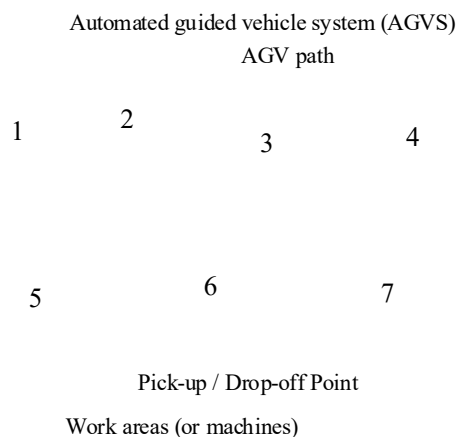 Automated guided vehicle system (AGVS)
AGV path
1
2
3
4
5
6
7
Pick-up / Drop-off Point
Work areas (or machines)